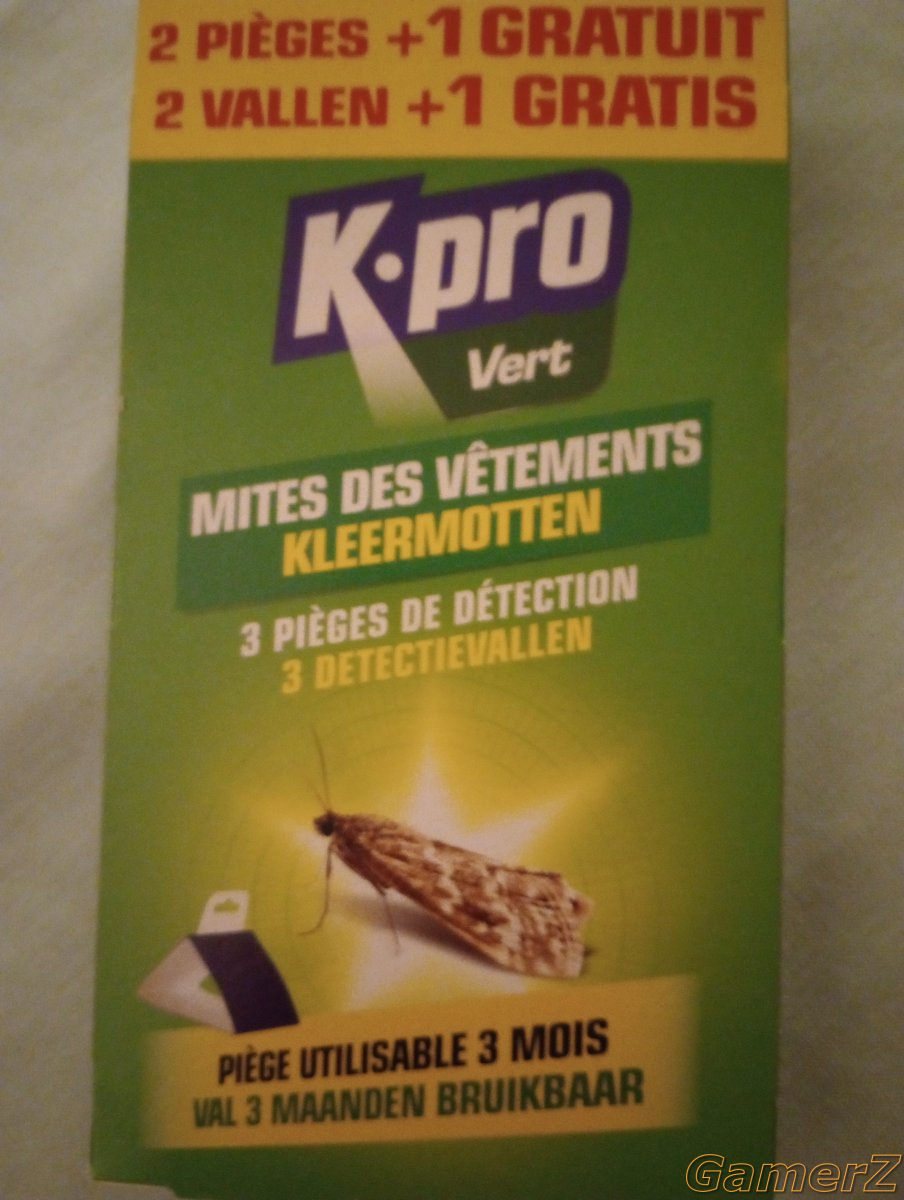 2 PIÈGES +1 GRATUIT
2 VALLEN +1 GRATIS
K·pro
Vert
MITES DES VÊTEMENTS
KLEERMOTTEN
3 PIÈGES DE DÉTECTION
3 DETECTIEVALLEN
PIÈGE UTILISABLE 3 MOIS
VAL 3 MAANDEN BRUIKBAAR
GamerZ